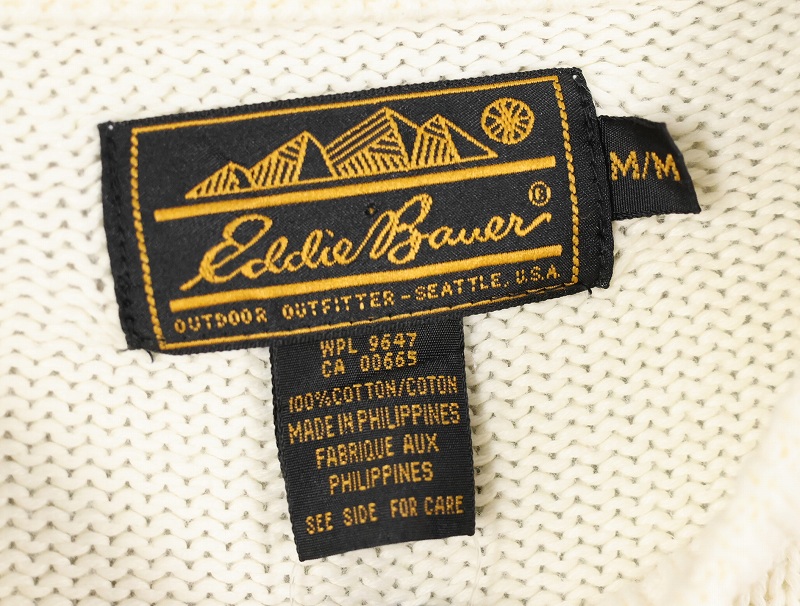 Eddie Bauer®
OUTDOOR OUTFITTER - SEATTLE, U.S.A.
M/M
WPL 9647
CA 00665
100% COTTON/COTON
MADE IN PHILIPPINES
FABRIQUE AUX
PHILIPPINES
SEE SIDE FOR CARE